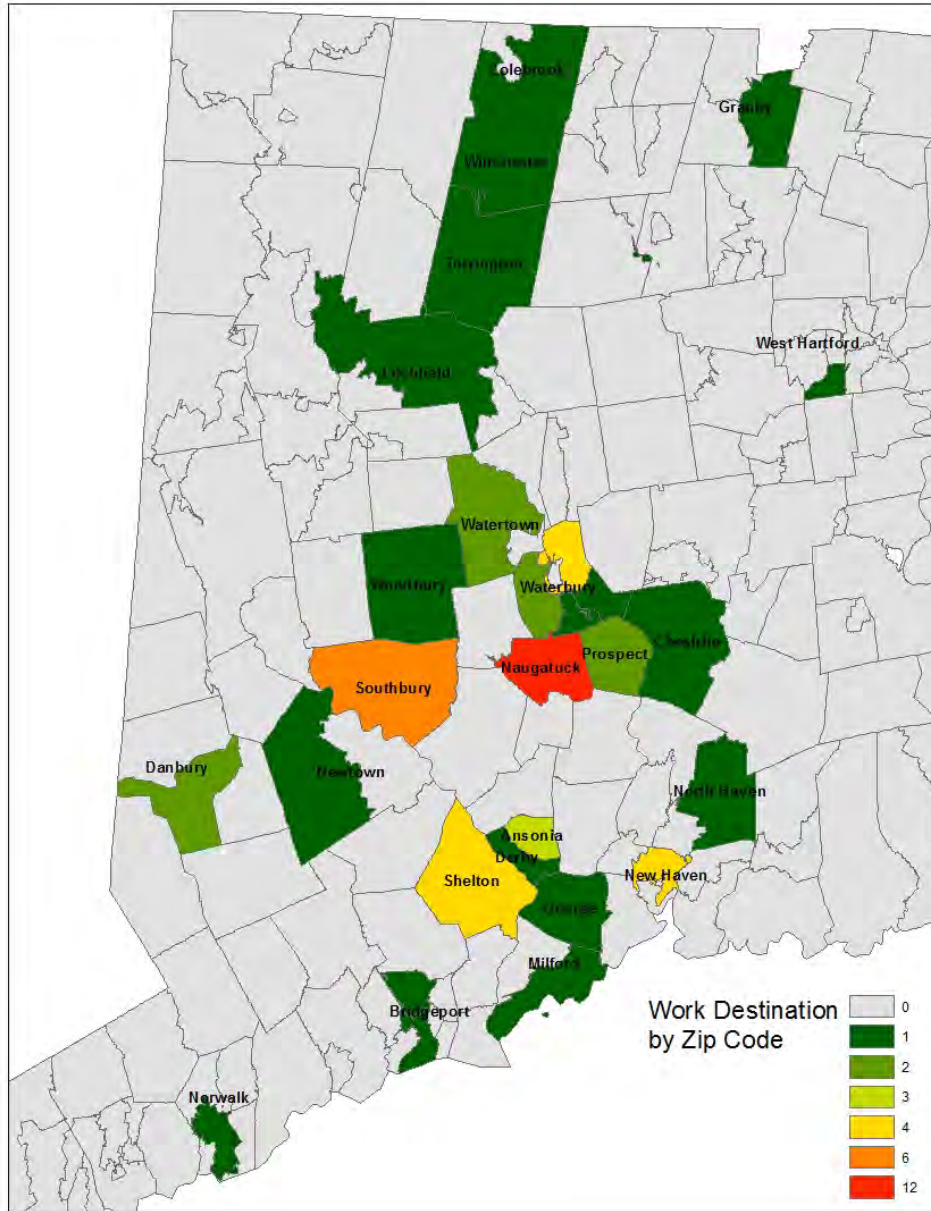 Colebrook
Granby
Winchester
Torrington
West Hartford
Litchfield
Watertown
Woodbury
Waterbury
Cheshire
Prospect
Naugatuck
Southbury
Danbury
Newtown
North Haven
Ansonia
Derby
Shelton
New Haven
Orange
Milford
Bridgeport
Norwalk
Work Destination
by Zip Code
0
1
2
3
4
6
12